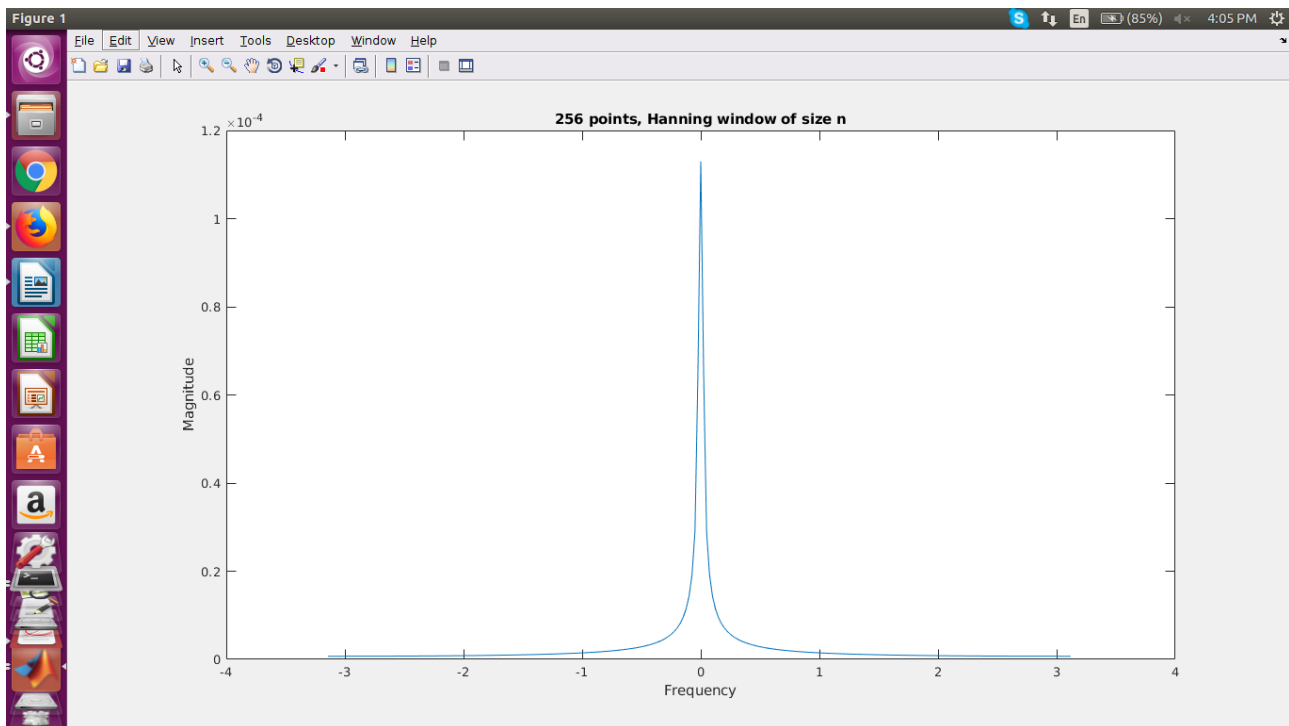 Figure 1
S En (85%) 4:05 PM
File Edit View Insert Tools Desktop Window Help
256 points, Hanning window of size n
×10-4
1.2
1
0.8
0.6
0.4
0.2
0
Magnitude
-4 -3 -2 -1 0 1 2 3 4
Frequency